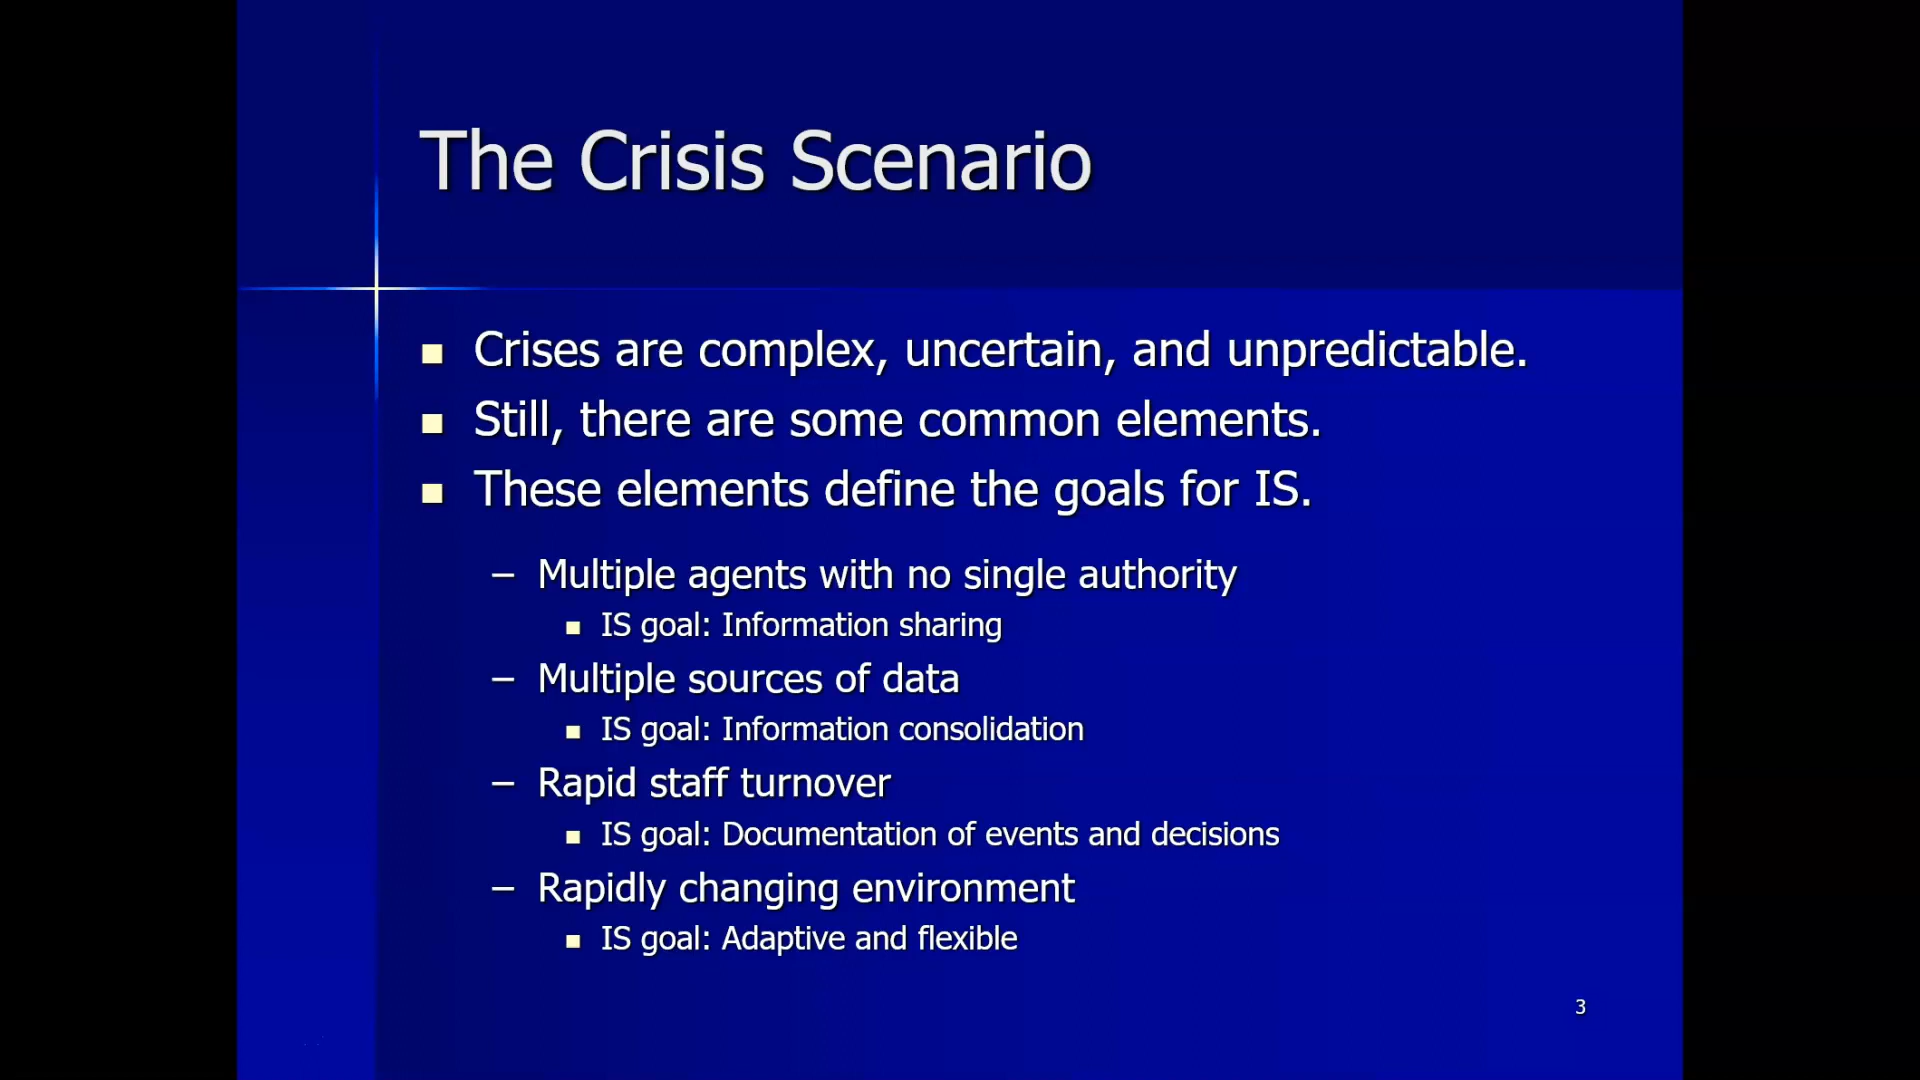 The Crisis Scenario
Crises are complex, uncertain, and unpredictable.
Still, there are some common elements.
These elements define the goals for IS.
– Multiple agents with no single authority
IS goal: Information sharing
– Multiple sources of data
IS goal: Information consolidation
– Rapid staff turnover
IS goal: Documentation of events and decisions
– Rapidly changing environment
IS goal: Adaptive and flexible
3